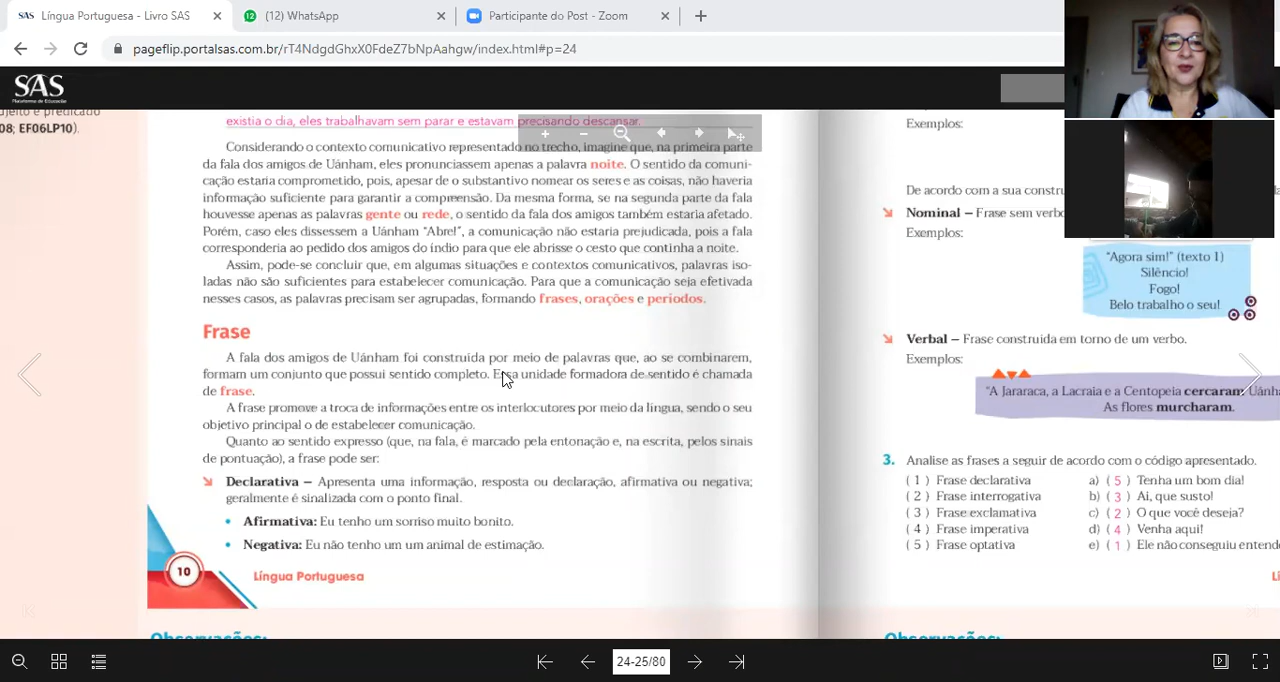 Língua Portuguesa - Livro SAS
(12) WhatsApp
Participante do Post - Zoom
pageflip.portalsas.com.br/rT4NdgdGhxX0FdeZ7bNpAahgw/index.html#p=24
SAS
Plataforma de Educação
jeito e predicado
08; EF06LP10).
existia o dia, eles trabalhavam sem parar e estavam precisando descansar.
Considerando o contexto comunicativo representado no trecho, imagine que, na primeira parte
da fala dos amigos de Uánham, eles pronunciassem apenas a palavra noite. O sentido da comuni-
cação estaria comprometido, pois, apesar de o substantivo nomear os seres e as coisas, não haveria
informação suficiente para garantir a compreensão. Da mesma forma, se na segunda parte da fala
houvesse apenas as palavras gente ou rede, o sentido da fala dos amigos também estaria afetado.
Porém, caso eles dissessem a Uánham “Abre!”, a comunicação não estaria prejudicada, pois a fala
corresponderia ao pedido dos amigos do índio para que ele abrisse o cesto que continha a noite.
Assim, pode-se concluir que, em algumas situações e contextos comunicativos, palavras iso-
ladas não são suficientes para estabelecer comunicação. Para que a comunicação seja efetivada
nesses casos, as palavras precisam ser agrupadas, formando frases, orações e períodos.
Frase
A fala dos amigos de Uánham foi construída por meio de palavras que, ao se combinarem,
formam um conjunto que possui sentido completo. Essa unidade formadora de sentido é chamada
de frase.
A frase promove a troca de informações entre os interlocutores por meio da língua, sendo o seu
objetivo principal o de estabelecer comunicação.
Quanto ao sentido expresso (que, na fala, é marcado pela entonação e, na escrita, pelos sinais
de pontuação), a frase pode ser:
Declarativa – Apresenta uma informação, resposta ou declaração, afirmativa ou negativa;
geralmente é sinalizada com o ponto final.
• Afirmativa: Eu tenho um sorriso muito bonito.
• Negativa: Eu não tenho um um animal de estimação.
10
Língua Portuguesa
Observações:
Exemplos:
De acordo com a sua constru
Nominal – Frase sem verbo
Exemplos:
“Agora sim!” (texto 1)
Silêncio!
Fogo!
Belo trabalho o seu!
Verbal – Frase construída em torno de um verbo.
Exemplos:
“A Jararaca, a Lacraia e a Centopeia cercaram Uánha
As flores murcharam.
3. Analise as frases a seguir de acordo com o código apresentado.
( 1 ) Frase declarativa a) ( 5 ) Tenha um bom dia!
( 2 ) Frase interrogativa b) ( 3 ) Ai, que susto!
( 3 ) Frase exclamativa c) ( 2 ) O que você deseja?
( 4 ) Frase imperativa d) ( 4 ) Venha aqui!
( 5 ) Frase optativa e) ( 1 ) Ele não conseguiu entende
Lí
Observações:
24-25/80